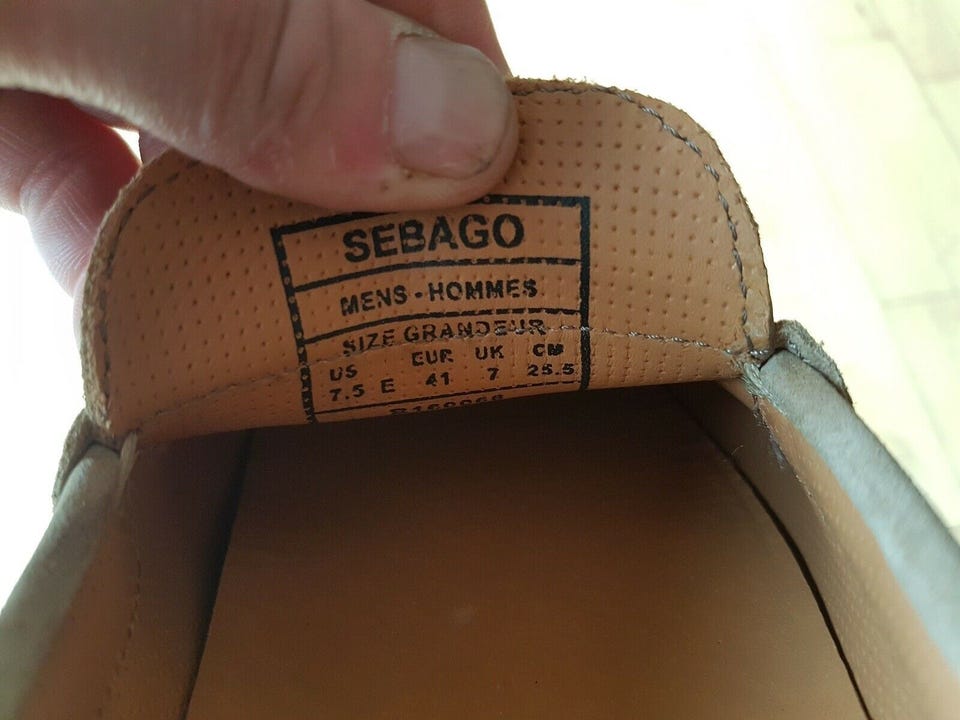 SEBAGO
MENS - HOMMES
SIZE GRANDEUR
US EUR UK CM
7.5 E 41 7 25.5